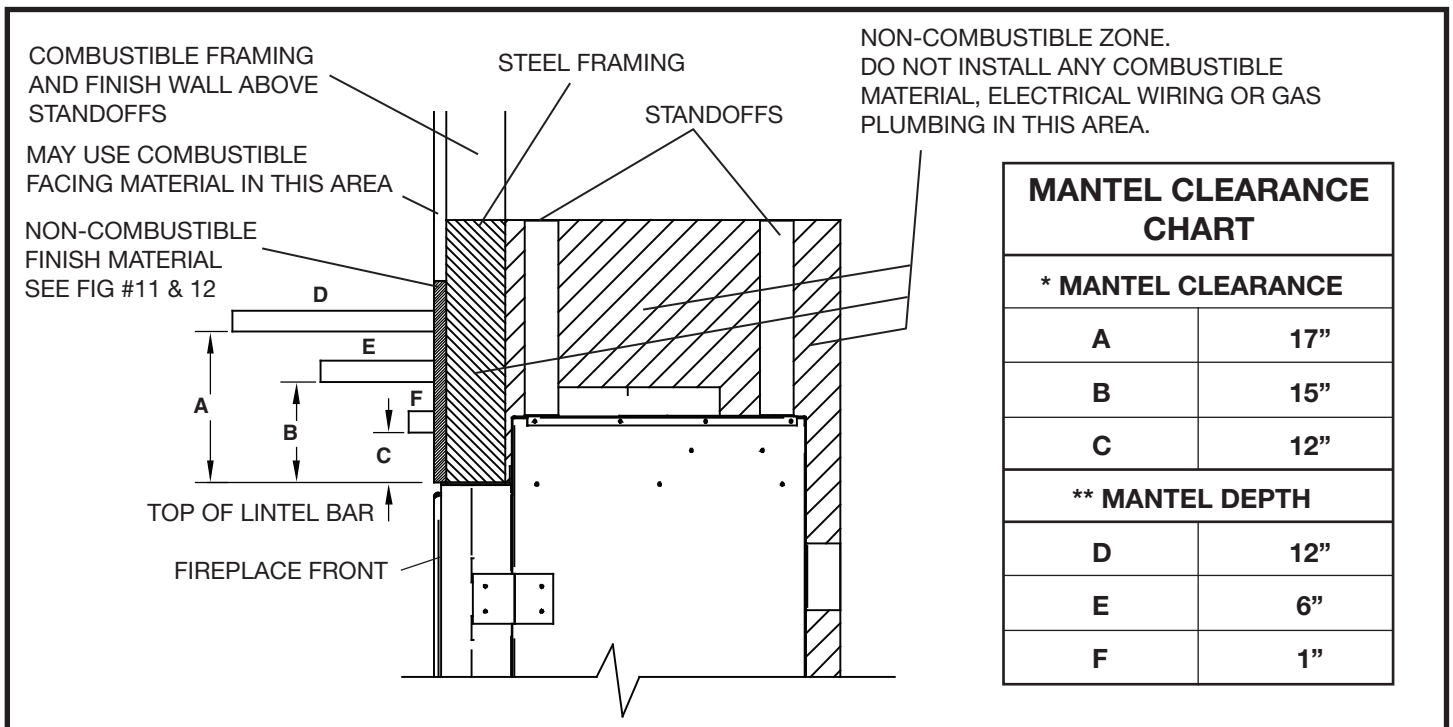 COMBUSTIBLE FRAMING
AND FINISH WALL ABOVE
STANDOFFS
MAY USE COMBUSTIBLE
FACING MATERIAL IN THIS AREA
NON-COMBUSTIBLE
FINISH MATERIAL
SEE FIG #11 & 12
STEEL FRAMING
STANDOFFS
NON-COMBUSTIBLE ZONE.
DO NOT INSTALL ANY COMBUSTIBLE
MATERIAL, ELECTRICAL WIRING OR GAS
PLUMBING IN THIS AREA.
D
E
F
A
B
C
TOP OF LINTEL BAR
FIREPLACE FRONT
MANTEL CLEARANCE
CHART
* MANTEL CLEARANCE
A 17”
B 15”
C 12”
** MANTEL DEPTH
D 12”
E 6”
F 1”